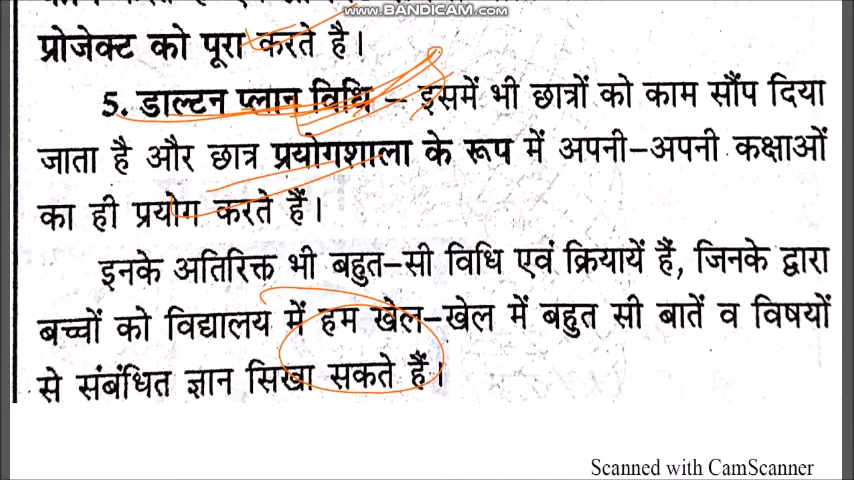 WWW.BANDICAM.COM
प्रोजेक्ट को पूरा करते है।
5. डाल्टन प्लान विधि – इसमें भी छात्रों को काम सौंप दिया
जाता है और छात्र प्रयोगशाला के रूप में अपनी–अपनी कक्षाओं
का ही प्रयोग करते हैं।
इनके अतिरिक्त भी बहुत–सी विधि एवं क्रियायें हैं, जिनके द्वारा
बच्चों को विद्यालय में हम खेल–खेल में बहुत सी बातें व विषयों
से संबंधित ज्ञान सिखा सकते हैं।
Scanned with CamScanner